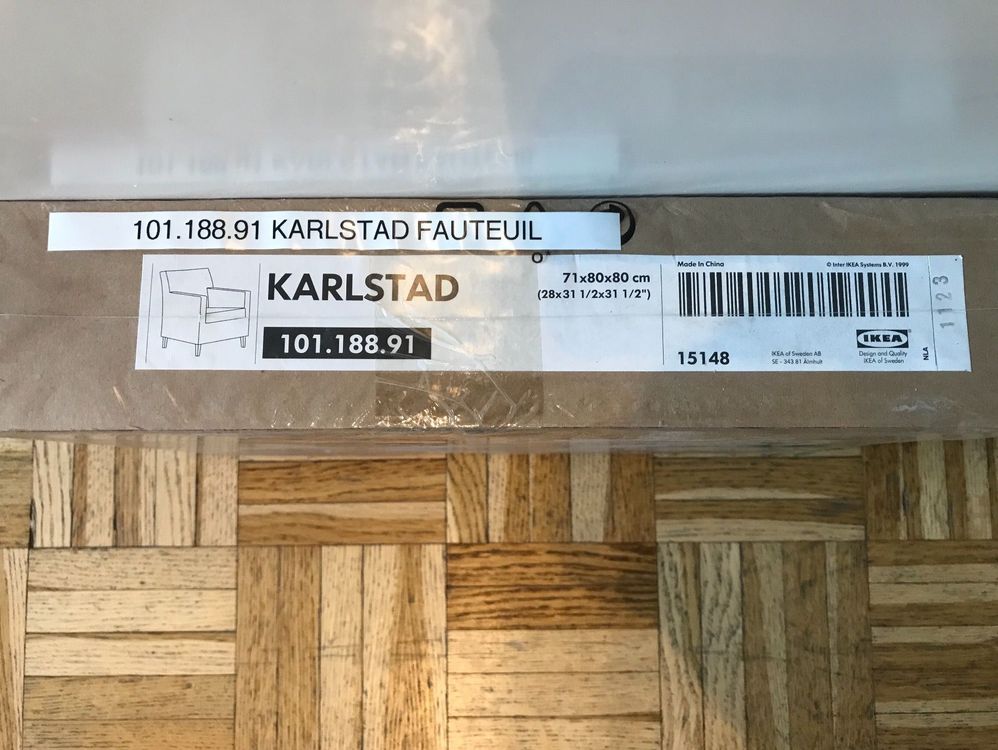 101.188.91 KARLSTAD FAUTEUIL
KARLSTAD
101.188.91
71x80x80 cm
(28x31 1/2x31 1/2")
Made In China
© Inter IKEA Systems B.V. 1999
15148
IKEA of Sweden AB
SE - 343 81 Älmhult
IKEA
Design and Quality
IKEA of Sweden
NLA
1123